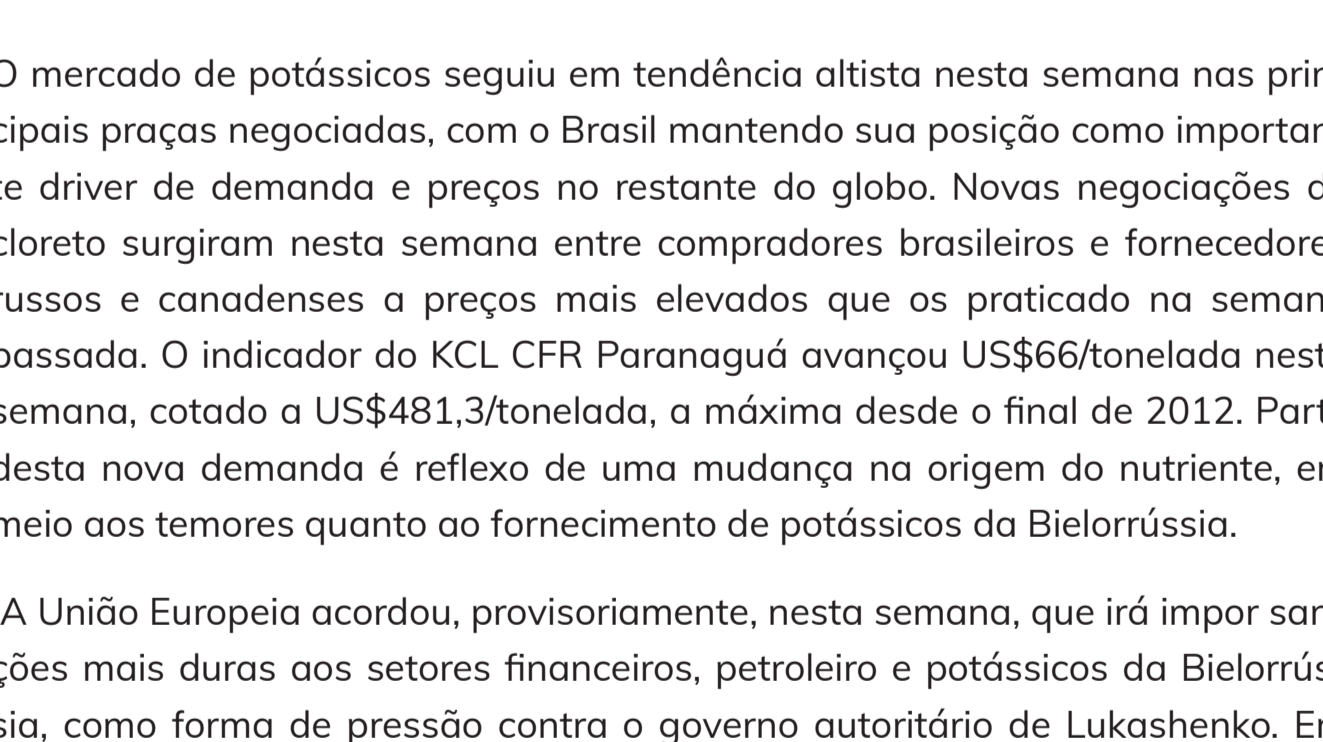 O mercado de potássicos seguiu em tendência altista nesta semana nas prin
cipais praças negociadas, com o Brasil mantendo sua posição como importan
te driver de demanda e preços no restante do globo. Novas negociações d
cloreto surgiram nesta semana entre compradores brasileiros e fornecedore
russos e canadenses a preços mais elevados que os praticado na seman
passada. O indicador do KCL CFR Paranaguá avançou US$66/tonelada nest
semana, cotado a US$481,3/tonelada, a máxima desde o final de 2012. Part
desta nova demanda é reflexo de uma mudança na origem do nutriente, em
meio aos temores quanto ao fornecimento de potássicos da Bielorrússia.
A União Europeia acordou, provisoriamente, nesta semana, que irá impor san
ções mais duras aos setores financeiros, petroleiro e potássicos da Bielorrús
sia, como forma de pressão contra o governo autoritário de Lukashenko. Em